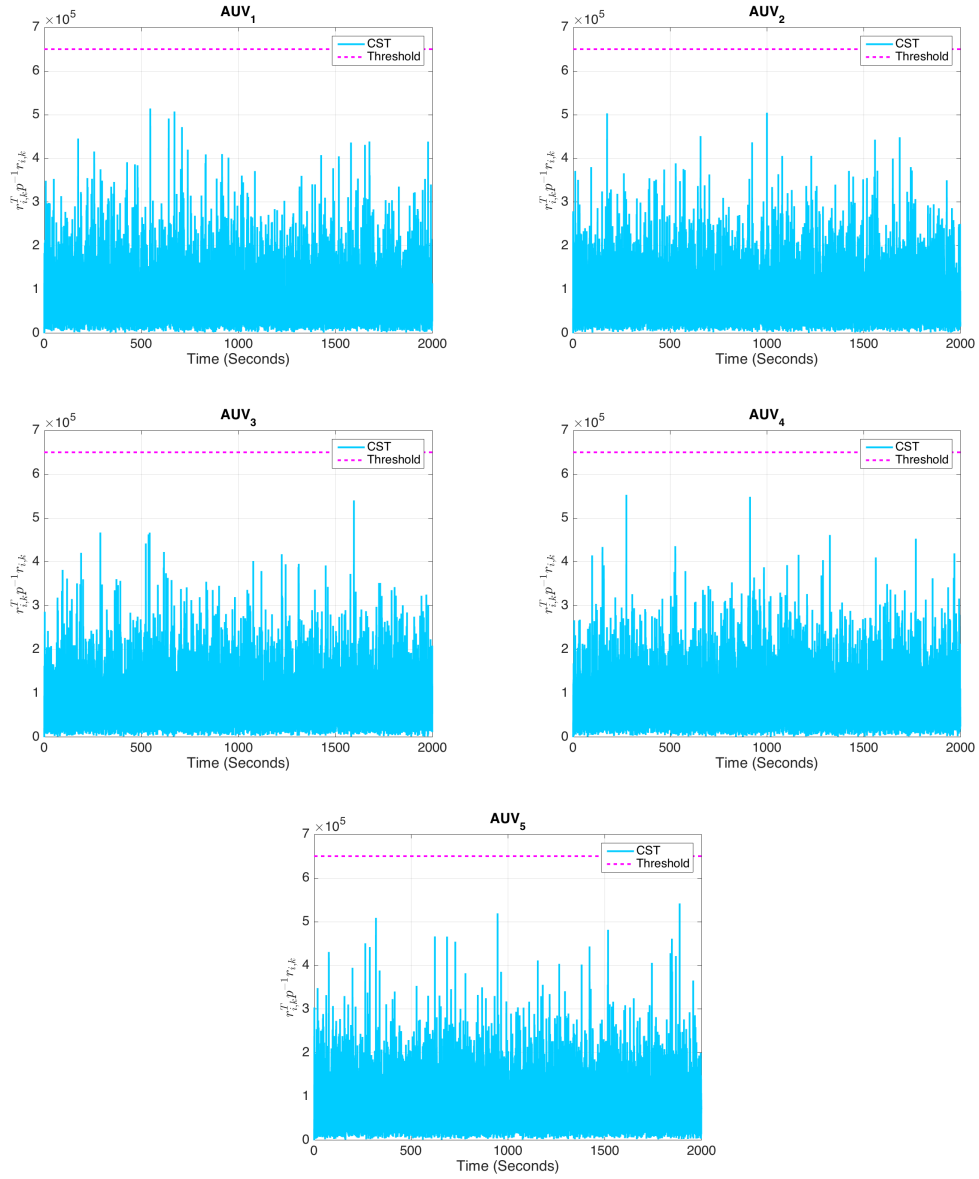 AUV1
×10^5
7
6
5
4
3
2
1
0
r_{i,k}^T p^{-1} r_{i,k}
CST
Threshold
0 500 1000 1500 2000
Time (Seconds)
AUV2
×10^5
7
6
5
4
3
2
1
0
r_{i,k}^T p^{-1} r_{i,k}
CST
Threshold
0 500 1000 1500 2000
Time (Seconds)
AUV3
×10^5
7
6
5
4
3
2
1
0
r_{i,k}^T p^{-1} r_{i,k}
CST
Threshold
0 500 1000 1500 2000
Time (Seconds)
AUV4
×10^5
7
6
5
4
3
2
1
0
r_{i,k}^T p^{-1} r_{i,k}
CST
Threshold
0 500 1000 1500 2000
Time (Seconds)
AUV5
×10^5
7
6
5
4
3
2
1
0
r_{i,k}^T p^{-1} r_{i,k}
CST
Threshold
0 500 1000 1500 2000
Time (Seconds)